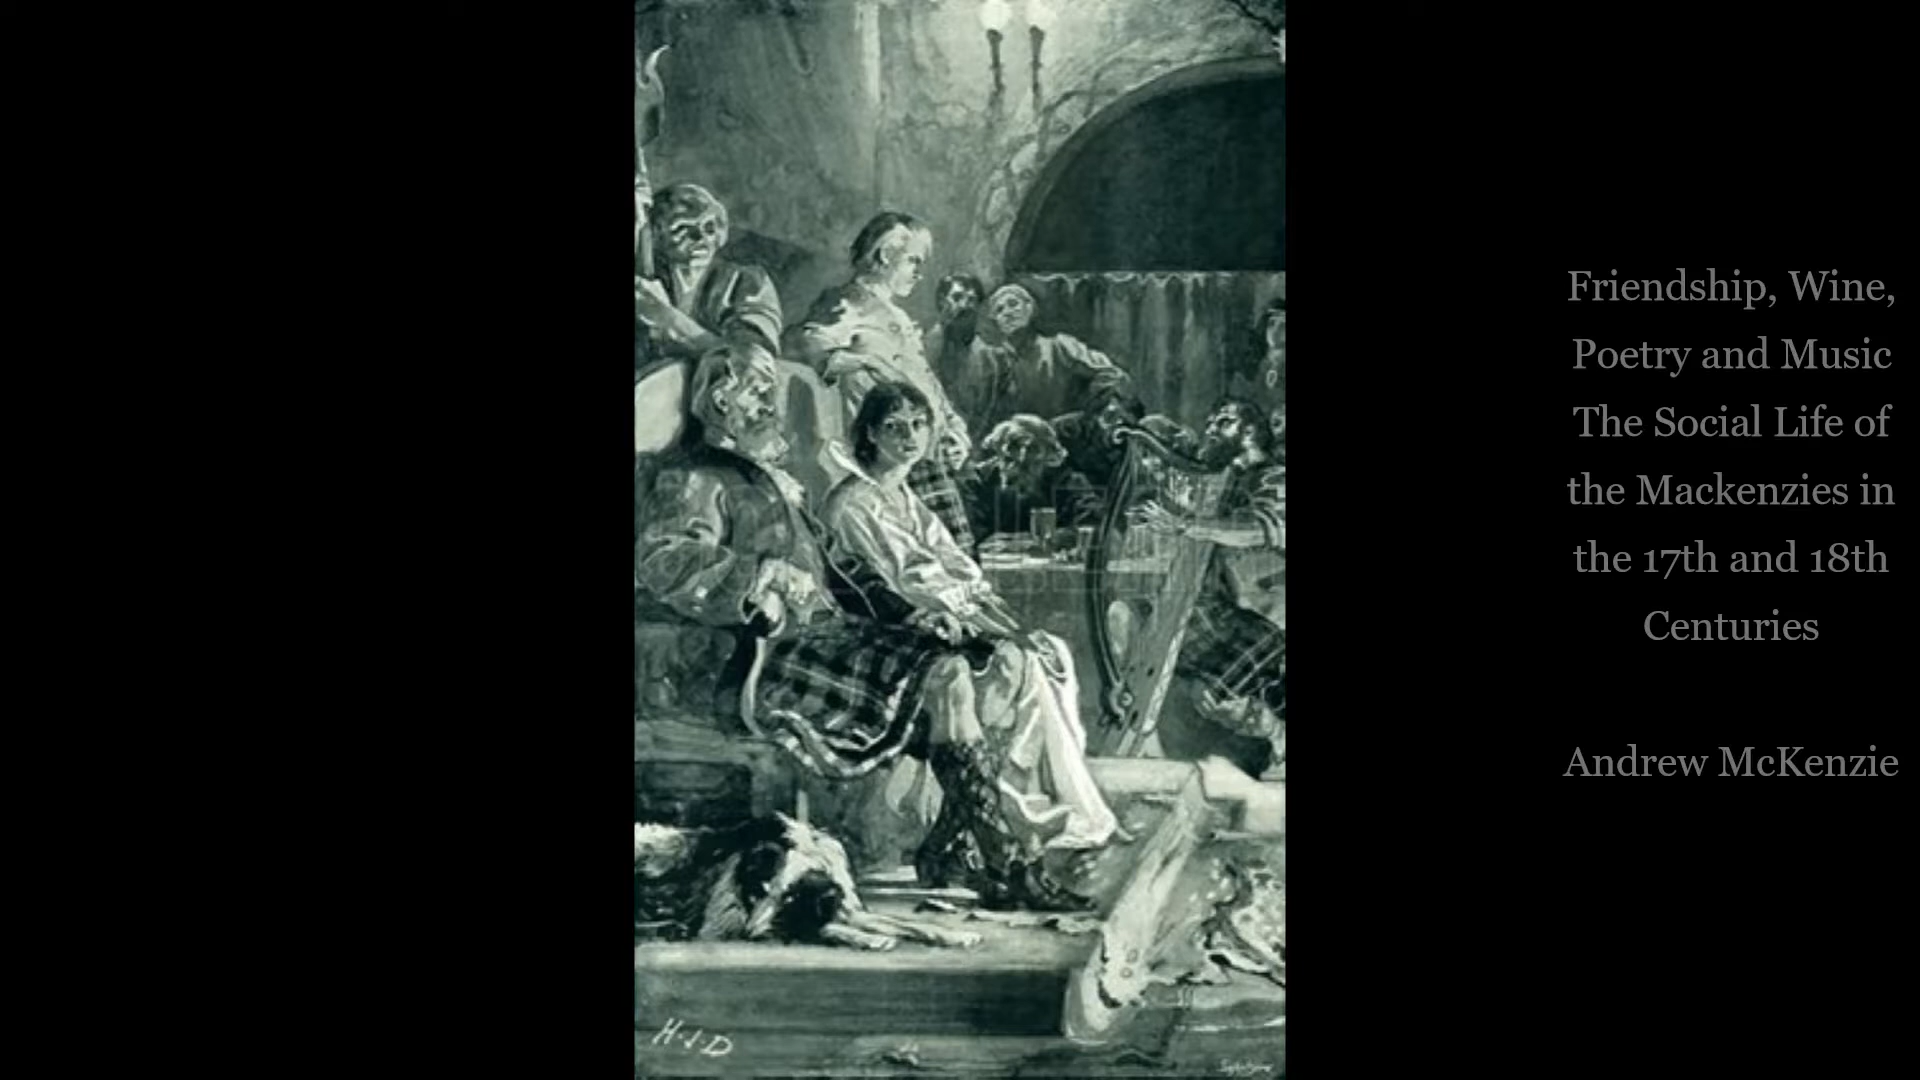 Friendship, Wine,
Poetry and Music
The Social Life of
the Mackenzies in
the 17th and 18th
Centuries
Andrew McKenzie
H.J.D